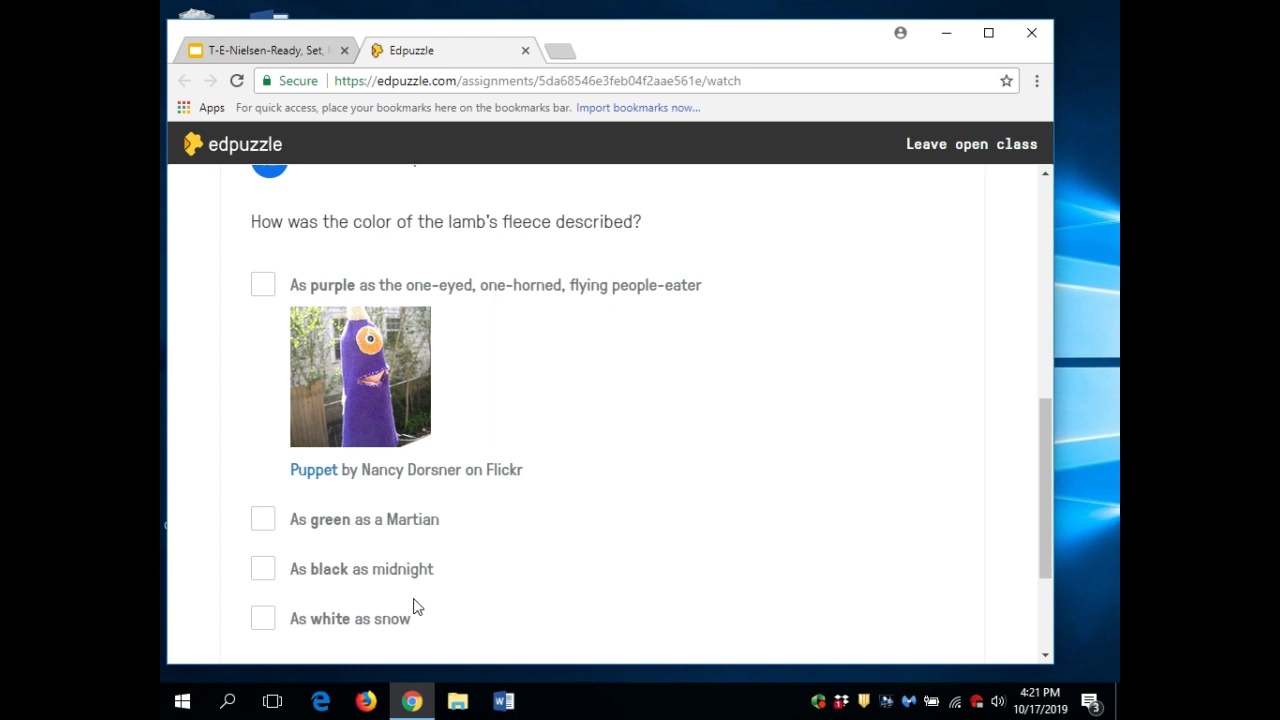 T-E-Nielsen-Ready, Set,
Edpuzzle
Secure
https://edpuzzle.com/assignments/5da68546e3feb04f2aae561e/watch
Apps
For quick access, place your bookmarks here on the bookmarks bar. Import bookmarks now...
edpuzzle
Leave open class
How was the color of the lamb's fleece described?
As purple as the one-eyed, one-horned, flying people-eater
Puppet by Nancy Dorsner on Flickr
As green as a Martian
As black as midnight
As white as snow
4:21 PM
10/17/2019
3